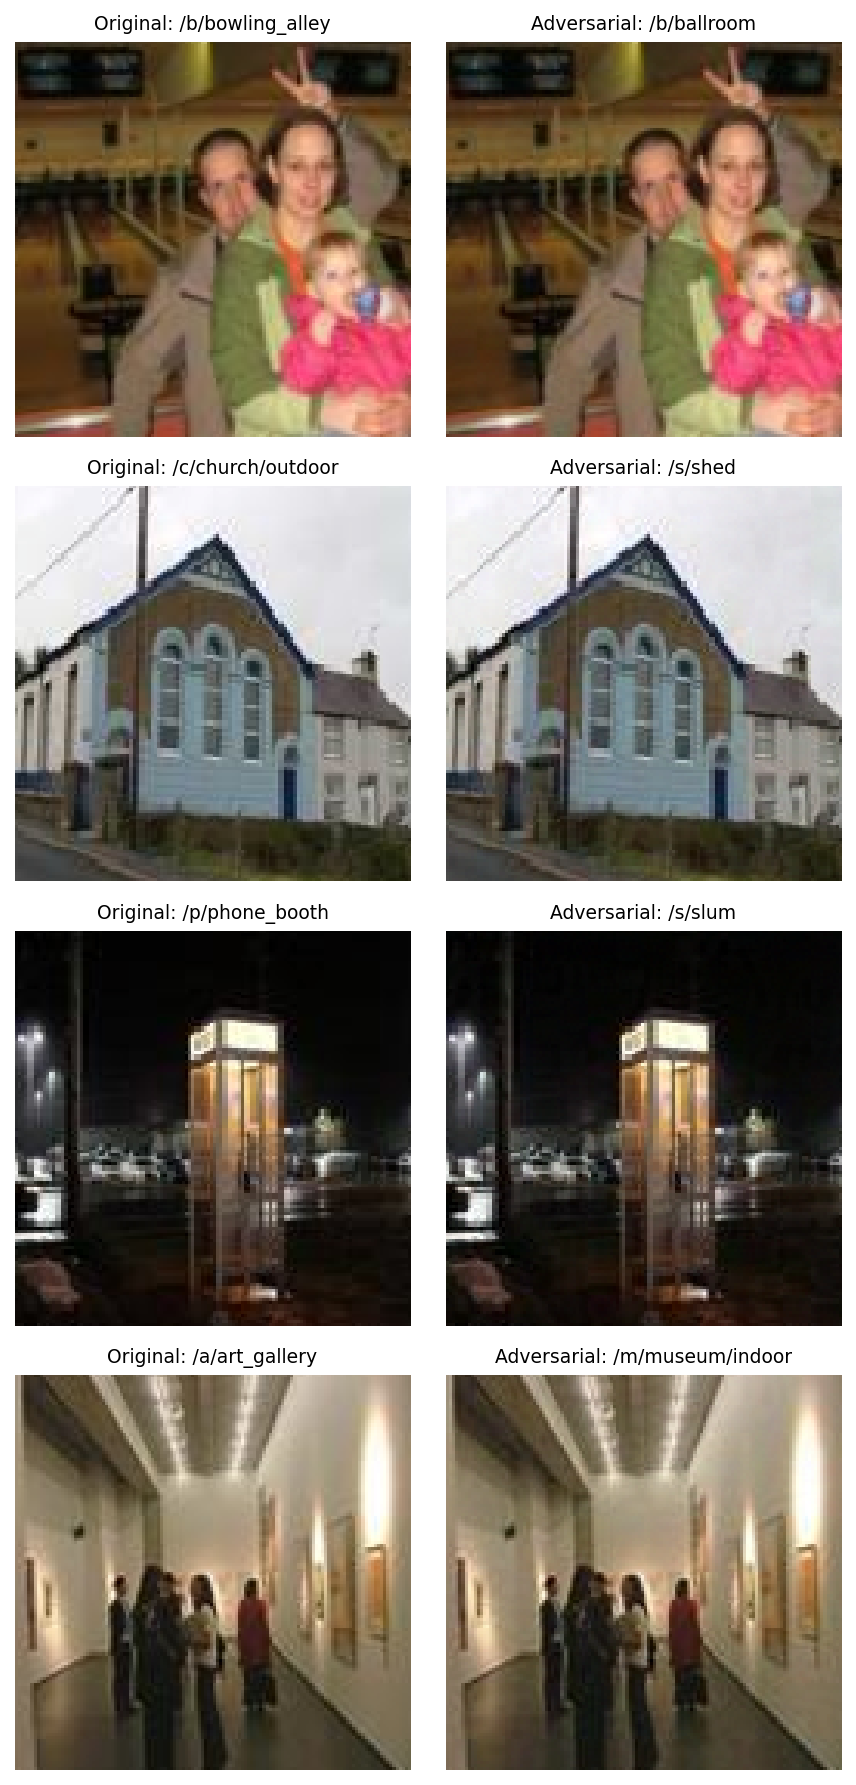 Original: /b/bowling_alley
Adversarial: /b/ballroom
Original: /c/church/outdoor
Adversarial: /s/shed
Original: /p/phone_booth
Adversarial: /s/slum
Original: /a/art_gallery
Adversarial: /m/museum/indoor